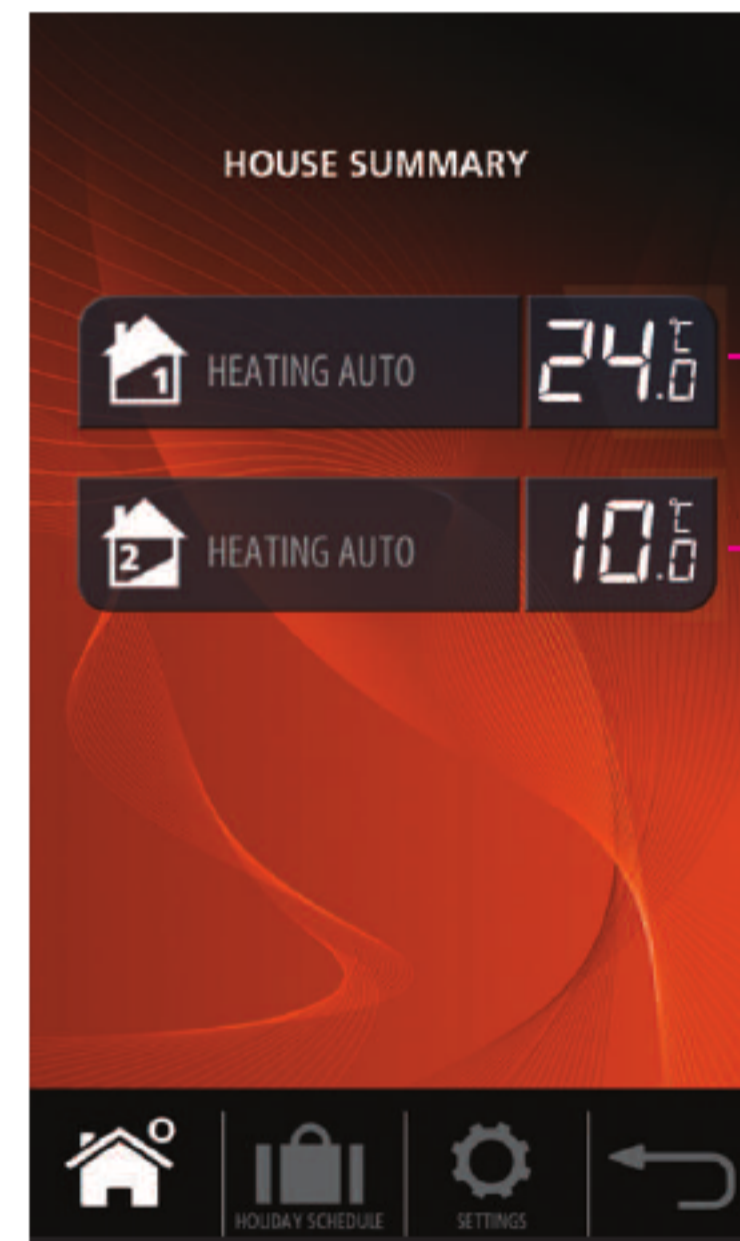 HOUSE SUMMARY
1 HEATING AUTO 24.0 °C
2 HEATING AUTO 10.0 °C
HOLIDAY SCHEDULE
SETTINGS